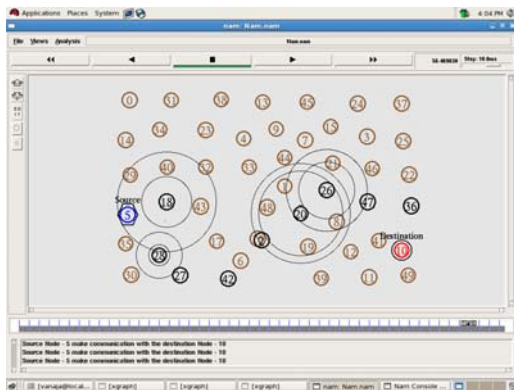 Applications Places System 4:04 PM
nam: Nam.nam
File Views Analysis Nam.nam
Step: 10.0ms
0 31 38 13 45 24 37
14 34 23 4 9 7 15 3 25
29 40 32 33 44 21 46 22
1 26
Source 18 43 48 20 47 36
5 8
35 17 19 12 41 Destination
28 6 10
30 27 42 39 11 49
Source Node - 5 make communication with the destination Node - 10
Source Node - 5 make communication with the destination Node - 10
Source Node - 5 make communication with the destination Node - 10
[vanaja@local... [xgraph] [xgraph] [xgraph] nam: Nam.nam Nam Console ...